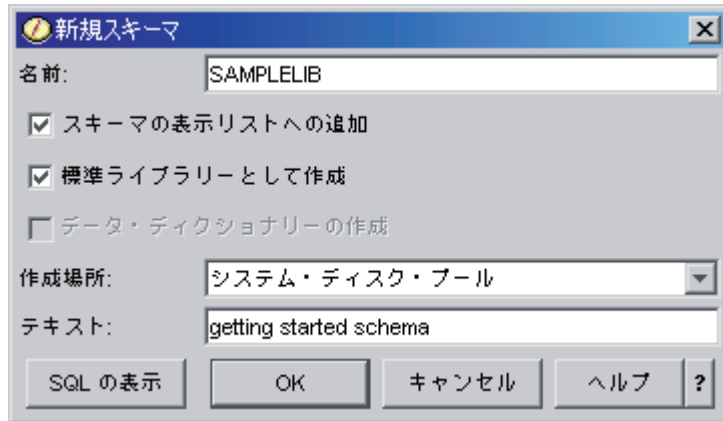 新規スキーマ
名前: SAMPLELIB
スキーマの表示リストへの追加
標準ライブラリーとして作成
データ・ディクショナリーの作成
作成場所: システム・ディスク・プール
テキスト: getting started schema
SQL の表示 OK キャンセル ヘルプ ?